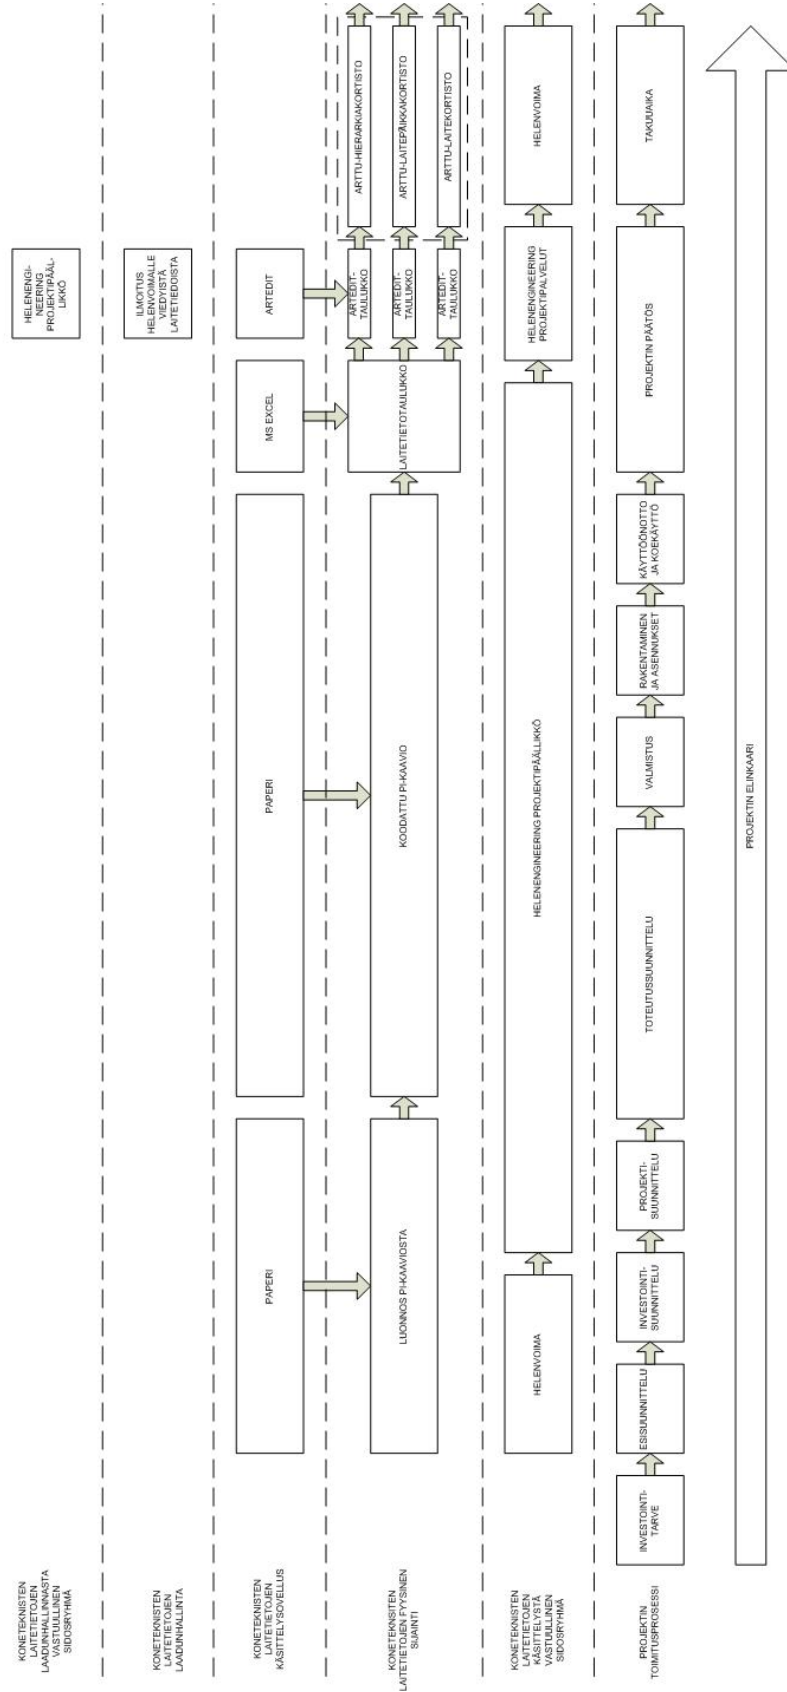 KONETEKNISTEN
LAITETIETOJEN
LAADUNHALLINNASTA
VASTUULLINEN
SIDOSRYHMÄ
HELENENGI-
NEERING
PROJEKTIPÄÄL-
LIKKÖ
KONETEKNISTEN
LAITETIETOJEN
LAADUNHALLINTA
ILMOITUS
HELENVOIMALLE
VIEDYISTÄ
LAITETIEDOISTA
KONETEKNISTEN
LAITETIETOJEN
KÄSITTELYSOVELLUS
PAPERI
PAPERI
MS EXCEL
ARTEDIT
KONETEKNISITEN
LAITETIETOJEN FYYSINEN
SIJAINTI
LUONNOS PI-KAAVIOSTA
KOODATTU PI-KAAVIO
LAITETIETOTAULUKKO
ARTEDIT-
TAULUKKO
ARTEDIT-
TAULUKKO
ARTEDIT-
TAULUKKO
ARTTU-HIERARKIAKORTISTO
ARTTU-LAITEPAIKKAKORTISTO
ARTTU-LAITEKORTISTO
KONETEKNISTEN
LAITETIETOJEN
KÄSITTELYSTÄ
VASTUULLINEN
SIDOSRYHMÄ
HELENVOIMA
HELENENGINEERING PROJEKTIPÄÄLLIKKÖ
HELENENGINEERING
PROJEKTIPALVELUT
HELENVOIMA
PROJEKTIN
TOIMITUSPROSESSI
INVESTOINTI-
TARVE
ESISUUNNITTELU
INVESTOINTI-
SUUNNITTELU
PROJEKTI-
SUUNNITTELU
TOTEUTUSSUUNNITTELU
VALMISTUS
RAKENTAMINEN
JA ASENNUKSET
KÄYTTÖÖNOTTO
JA KOEKÄYTTÖ
PROJEKTIN PÄÄTÖS
TAKUUAIKA
PROJEKTIN ELINKAARI